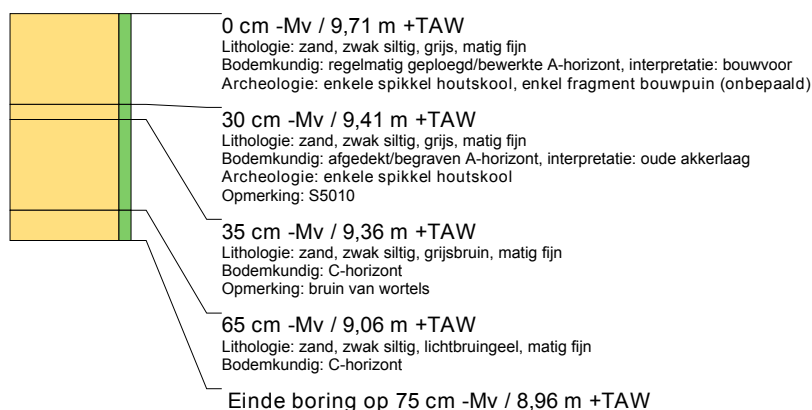 0 cm -Mv / 9,71 m +TAW
Lithologie: zand, zwak siltig, grijs, matig fijn
Bodemkundig: regelmatig geploegd/bewerkte A-horizont, interpretatie: bouwvoor
Archeologie: enkele spikkel houtskool, enkel fragment bouwpuin (onbepaald)
30 cm -Mv / 9,41 m +TAW
Lithologie: zand, zwak siltig, grijs, matig fijn
Bodemkundig: afgedekt/begraven A-horizont, interpretatie: oude akkerlaag
Archeologie: enkele spikkel houtskool
Opmerking: S5010
35 cm -Mv / 9,36 m +TAW
Lithologie: zand, zwak siltig, grijsbruin, matig fijn
Bodemkundig: C-horizont
Opmerking: bruin van wortels
65 cm -Mv / 9,06 m +TAW
Lithologie: zand, zwak siltig, lichtbruingeel, matig fijn
Bodemkundig: C-horizont
Einde boring op 75 cm -Mv / 8,96 m +TAW